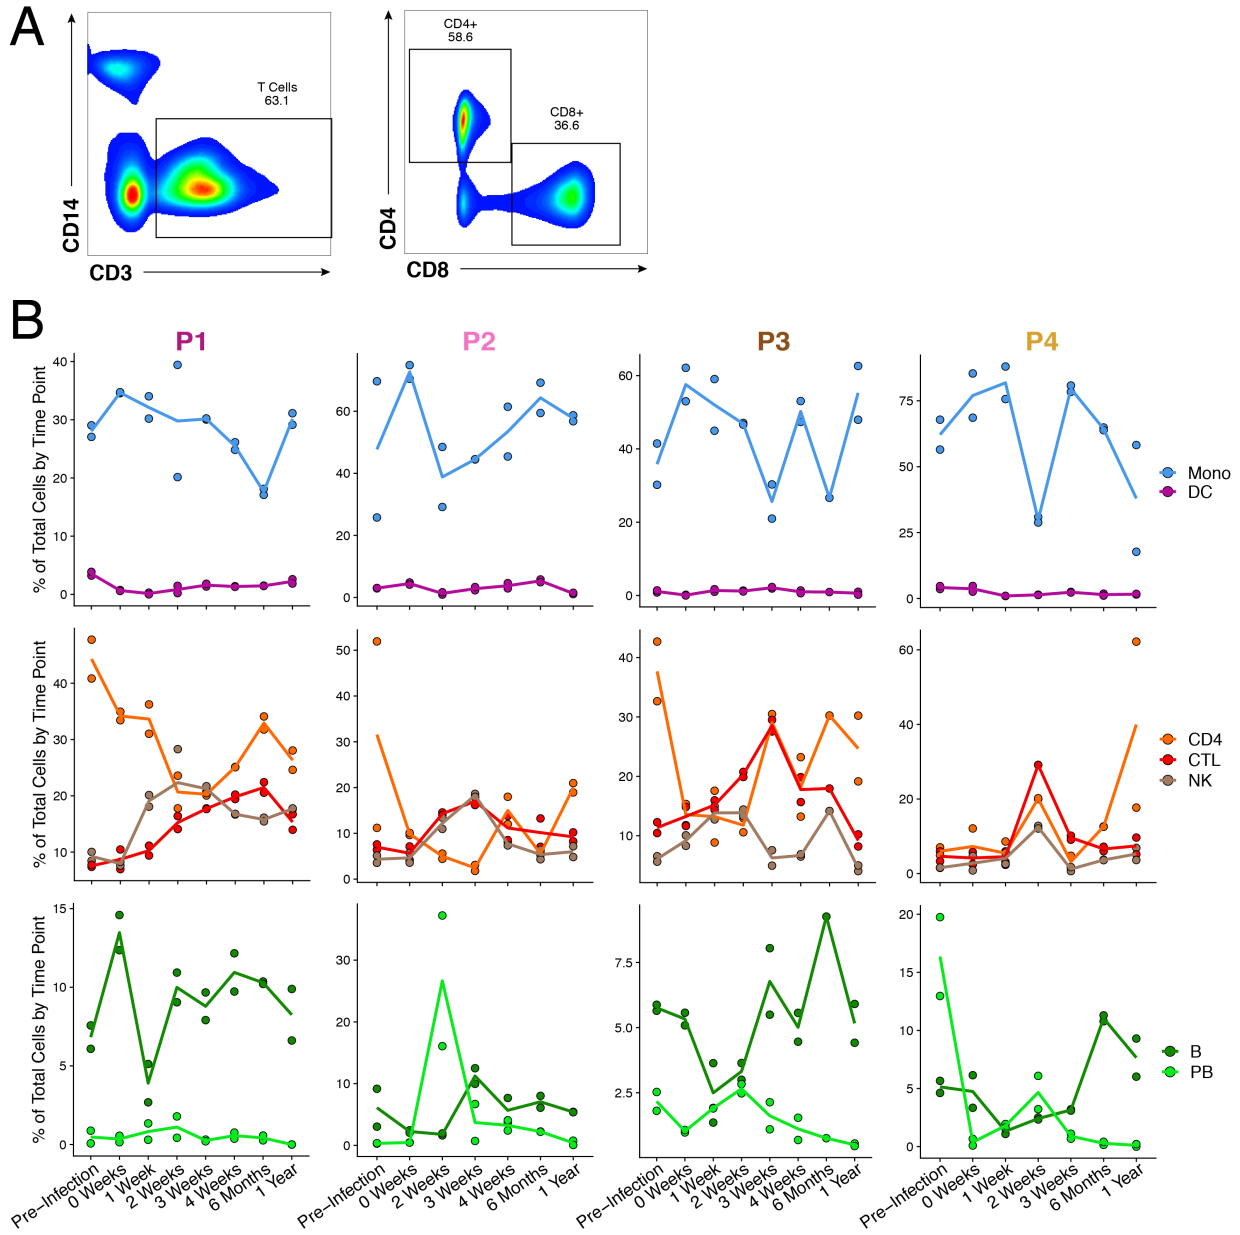 A
CD14
T Cells
63.1
CD3
CD4
CD4+
58.6
CD8+
36.6
CD8
B
P1
P2
P3
P4
% of Total Cells by Time Point
40
30
20
10
0
60
40
20
0
60
40
20
0
75
50
25
0
Mono
DC
% of Total Cells by Time Point
40
30
20
10
50
40
30
20
10
0
40
30
20
10
60
40
20
0
CD4
CTL
NK
% of Total Cells by Time Point
15
10
5
0
30
20
10
0
7.5
5.0
2.5
20
15
10
5
0
B
PB
Pre−Infection
0 Weeks
1 Week
2 Weeks
3 Weeks
4 Weeks
6 Months
1 Year
Pre−Infection
0 Weeks
2 Weeks
3 Weeks
4 Weeks
6 Months
1 Year
Pre−Infection
0 Weeks
1 Week
2 Weeks
3 Weeks
4 Weeks
6 Months
1 Year
Pre−Infection
0 Weeks
1 Week
2 Weeks
3 Weeks
6 Months
1 Year